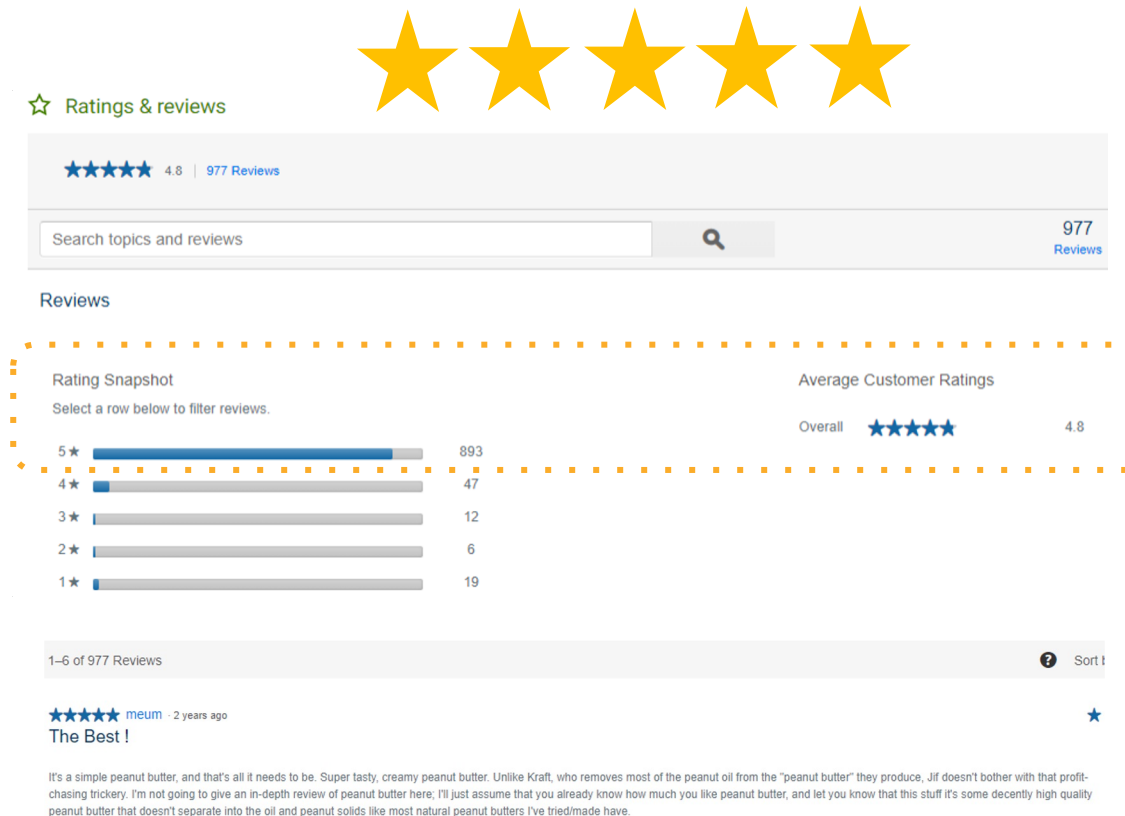 Ratings & reviews
4.8 | 977 Reviews
Search topics and reviews
977
Reviews
Reviews
Rating Snapshot
Select a row below to filter reviews.
5★ 893
4★ 47
3★ 12
2★ 6
1★ 19
Average Customer Ratings
Overall 4.8
1–6 of 977 Reviews
? Sort
meum · 2 years ago
The Best !
It's a simple peanut butter, and that's all it needs to be. Super tasty, creamy peanut butter. Unlike Kraft, who removes most of the peanut oil from the "peanut butter" they produce, Jif doesn't bother with that profit-
chasing trickery. I'm not going to give an in-depth review of peanut butter here; I'll just assume that you already know how much you like peanut butter, and let you know that this stuff it's some decently high quality
peanut butter that doesn't separate into the oil and peanut solids like most natural peanut butters I've tried/made have.